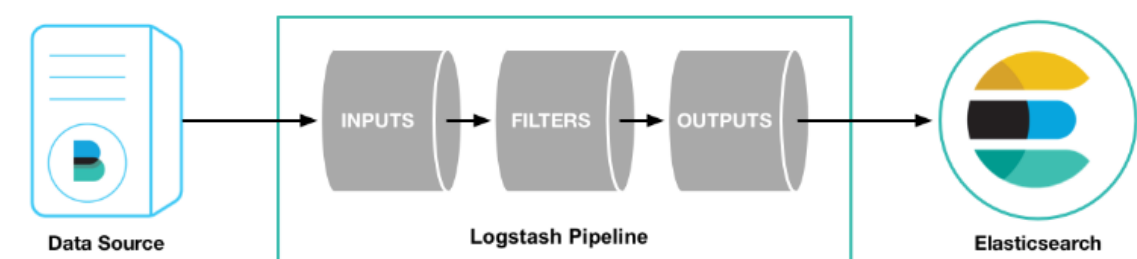 INPUTS
FILTERS
OUTPUTS
Data Source
Logstash Pipeline
Elasticsearch